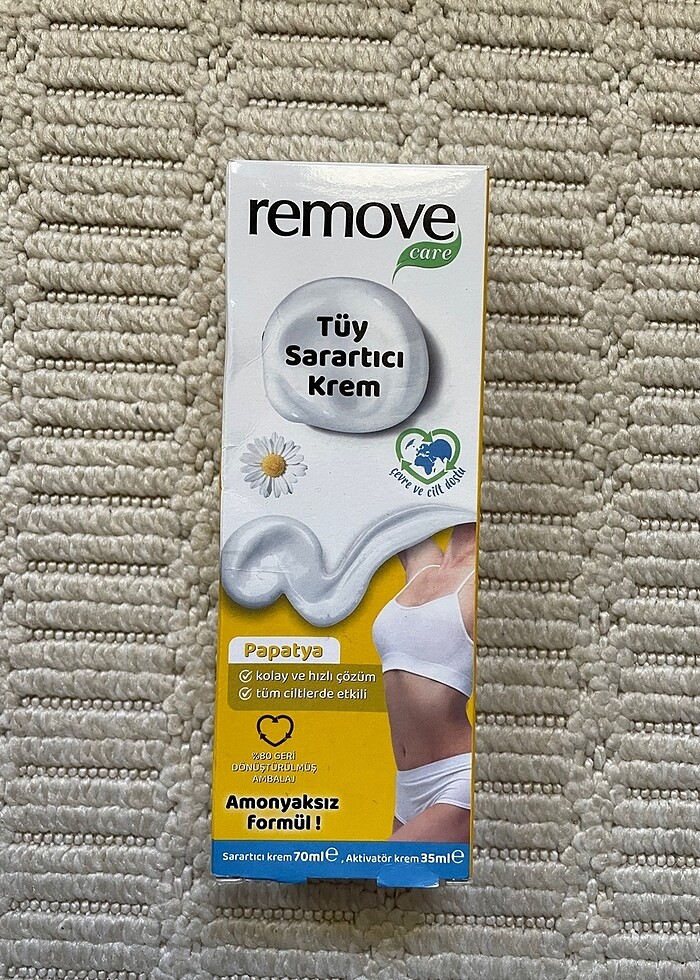 remove
care
Tüy
Sarartıcı
Krem
çevre ve cilt dostu
Papatya
kolay ve hızlı çözüm
tüm ciltlerde etkili
%80 GERİ
DÖNÜŞTÜRÜLMÜŞ
AMBALAJ
Amonyaksız
formül !
Sarartıcı krem 70ml℮ , Aktivatör krem 35ml℮